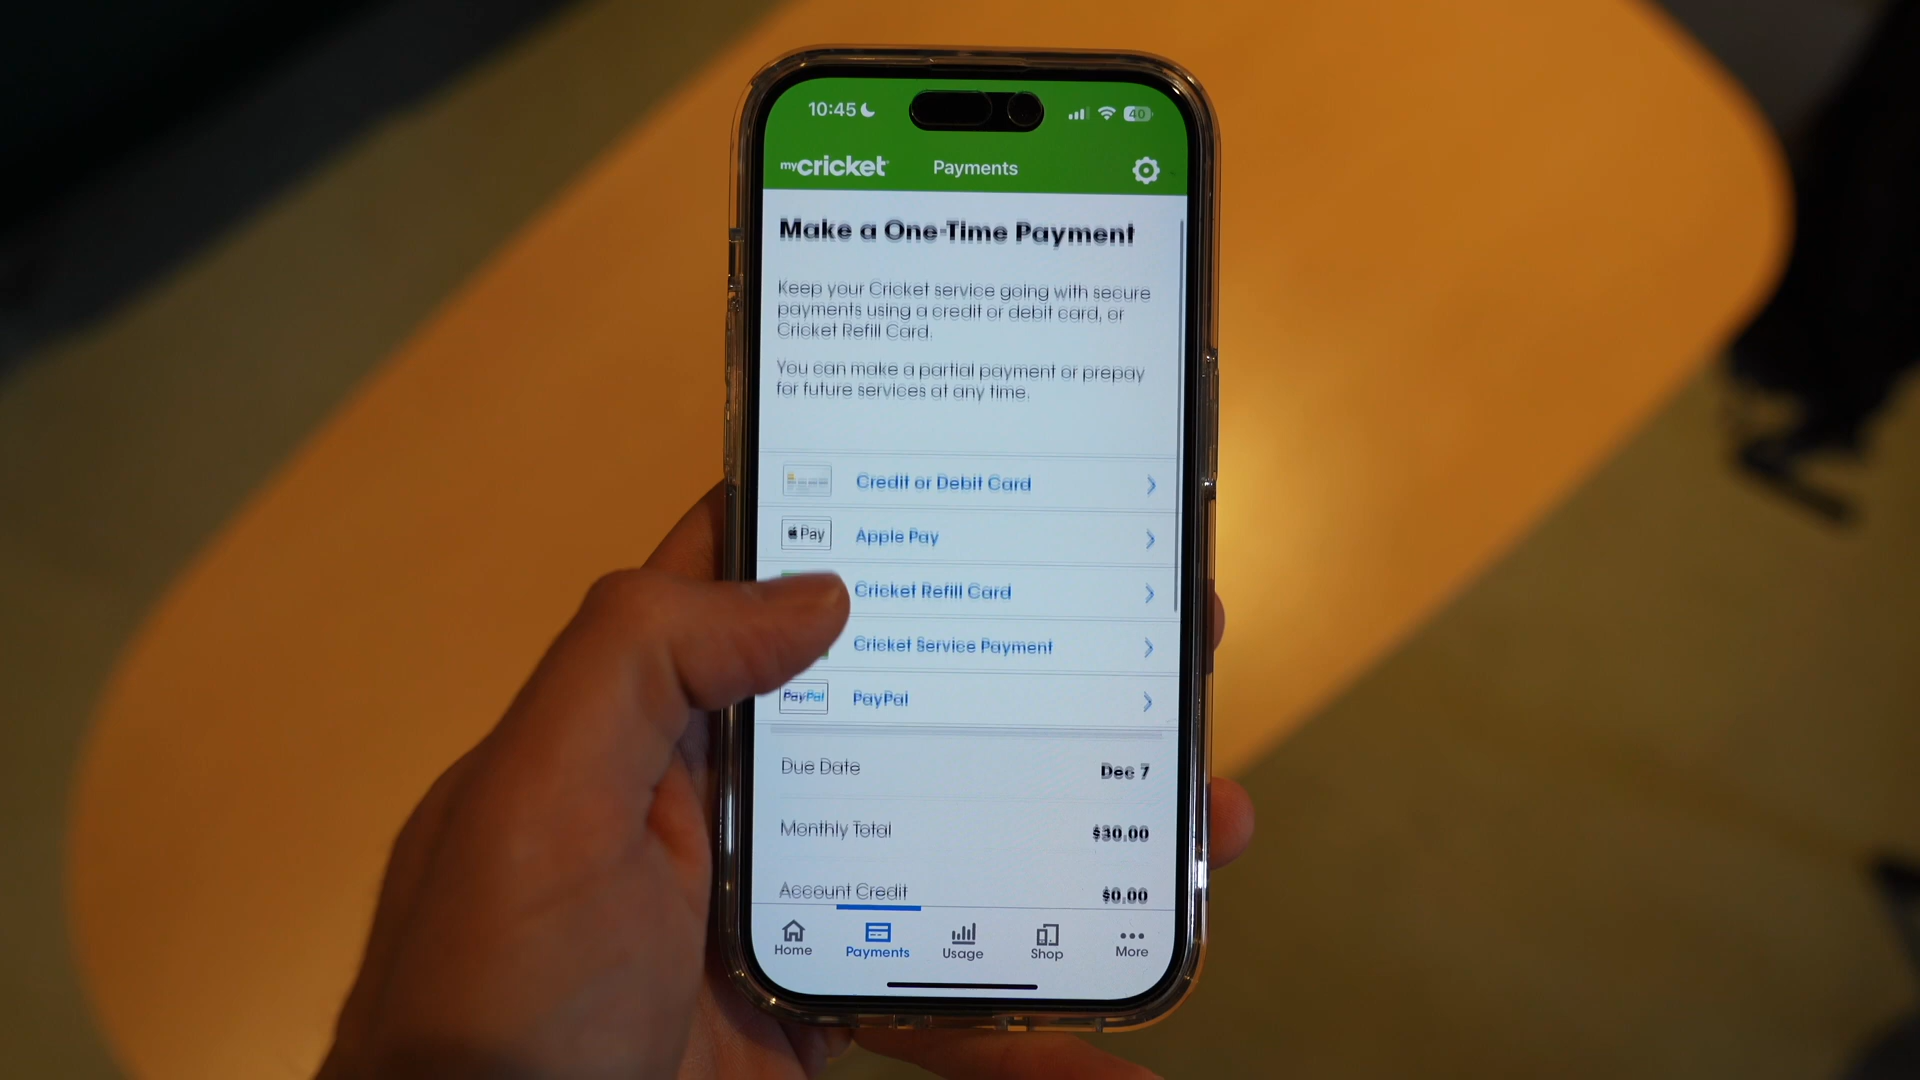 10:45
40
mycricket
Payments
Make a One-Time Payment
Keep your Cricket service going with secure
payments using a credit or debit card, or
Cricket Refill Card.
You can make a partial payment or prepay
for future services at any time.
Credit or Debit Card
Pay
Apple Pay
Cricket Refill Card
Cricket Service Payment
PayPal
PayPal
Due Date
Dec 7
Monthly Total
$30.00
Account Credit
$0.00
Home
Payments
Usage
Shop
More